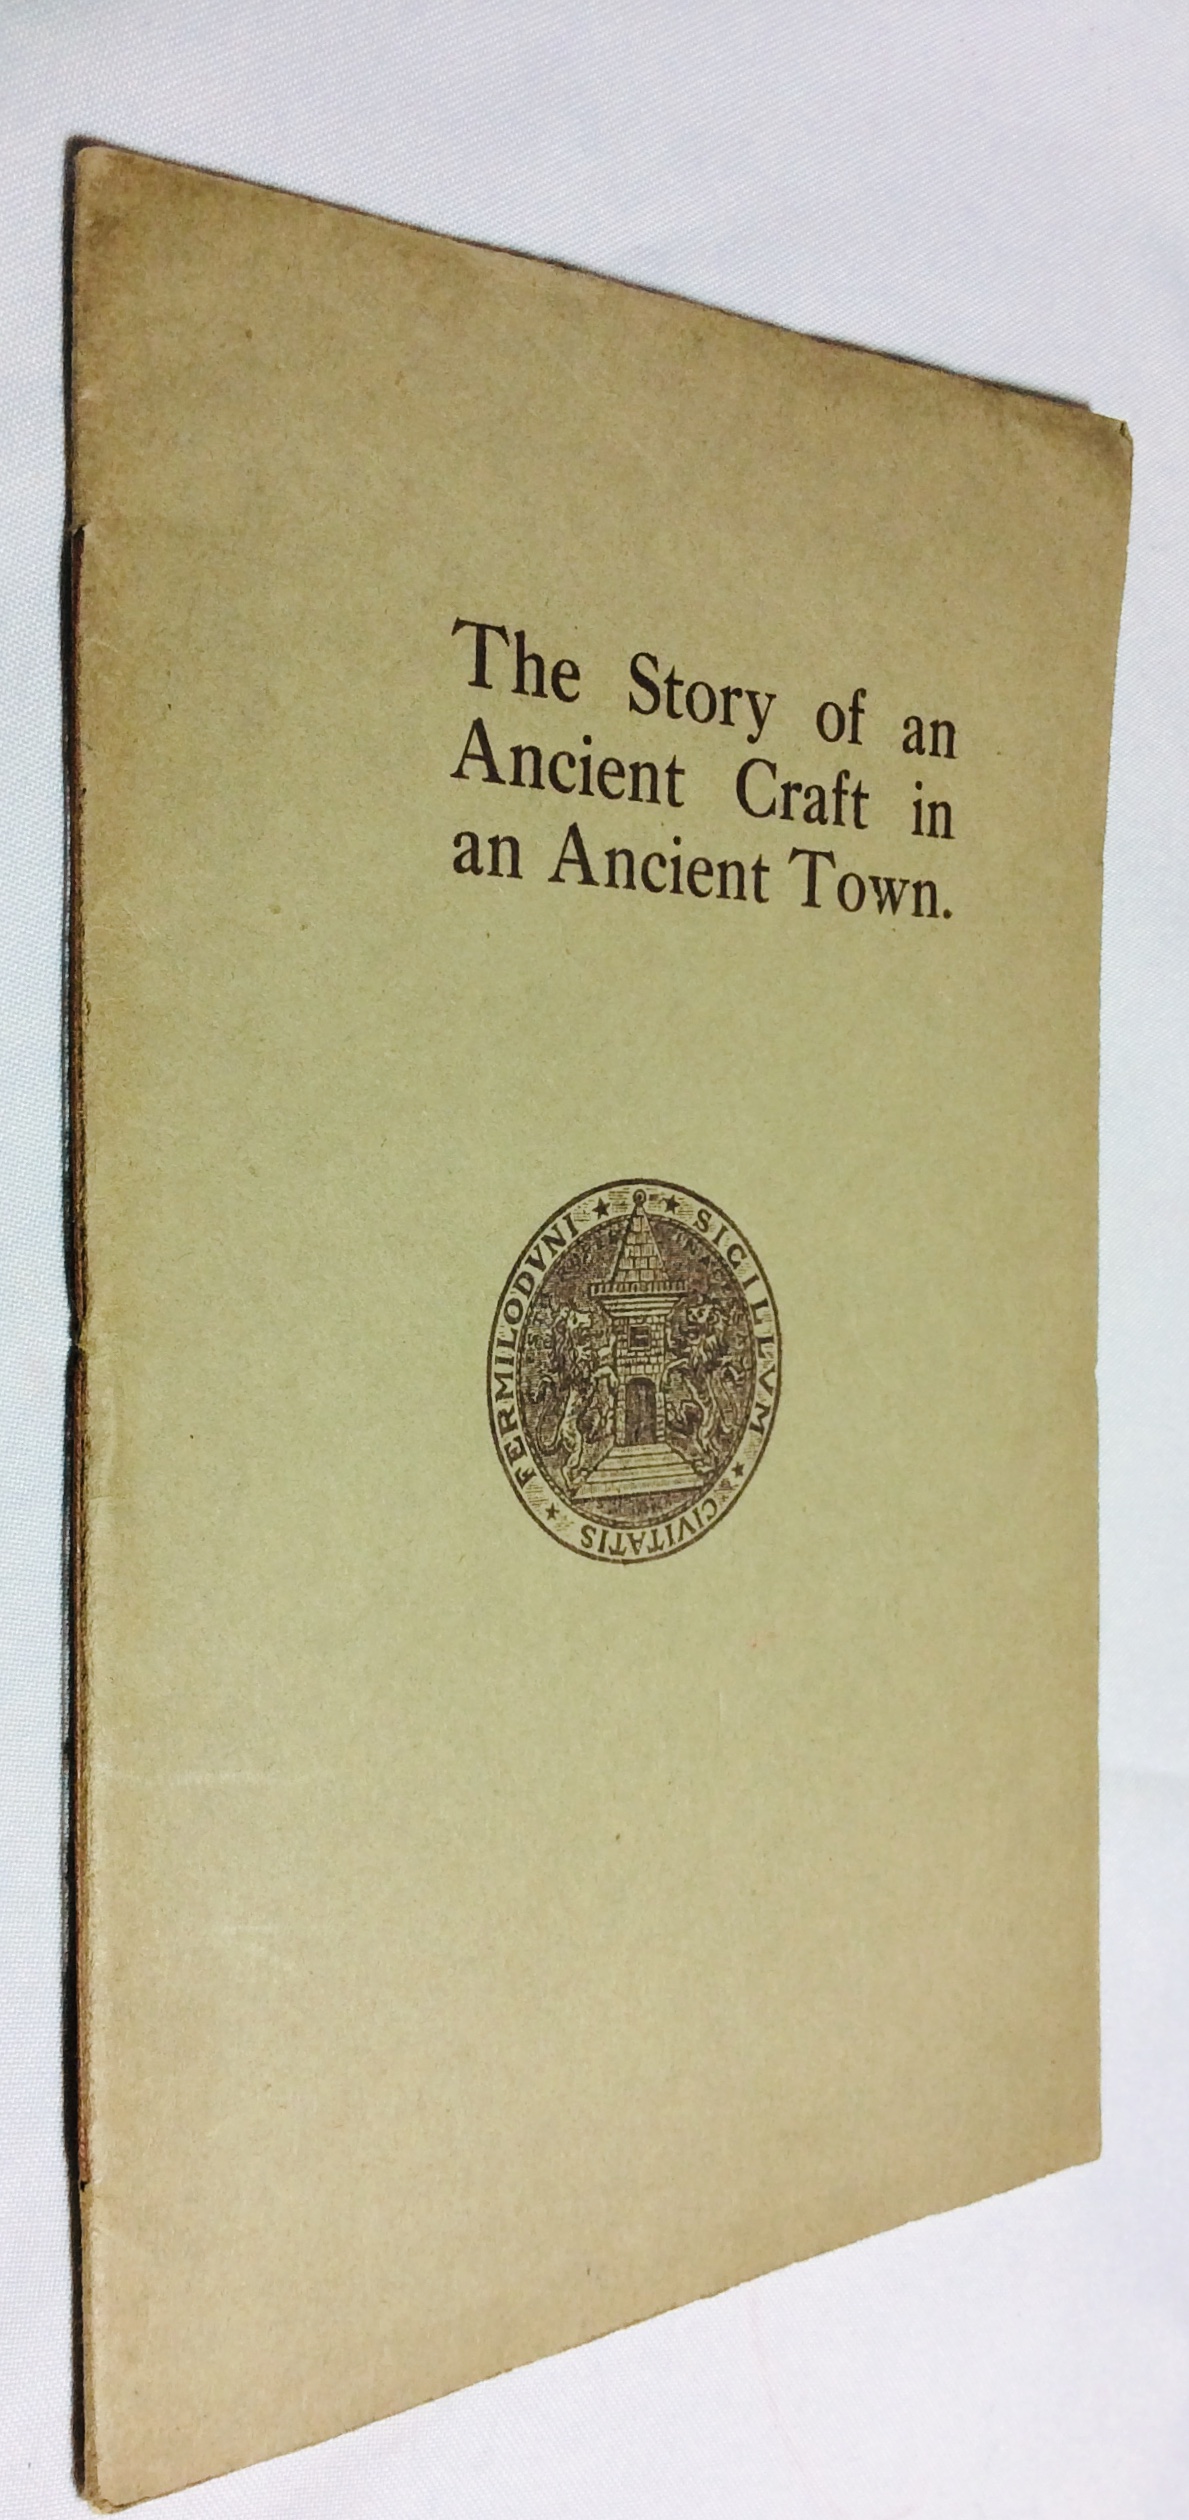 The Story of an
Ancient Craft in
an Ancient Town.
★ SIGILLVM ★ CIVITATIS ★ FERMILODVNI ★